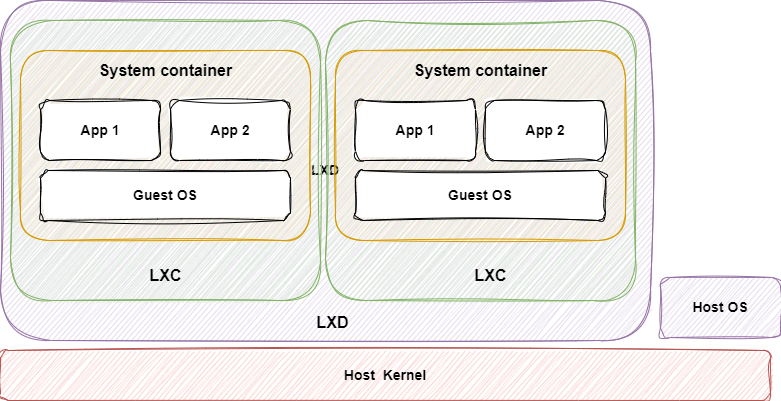 System container
System container
App 1
App 2
App 1
App 2
LXD
Guest OS
Guest OS
LXC
LXC
Host OS
LXD
Host Kernel